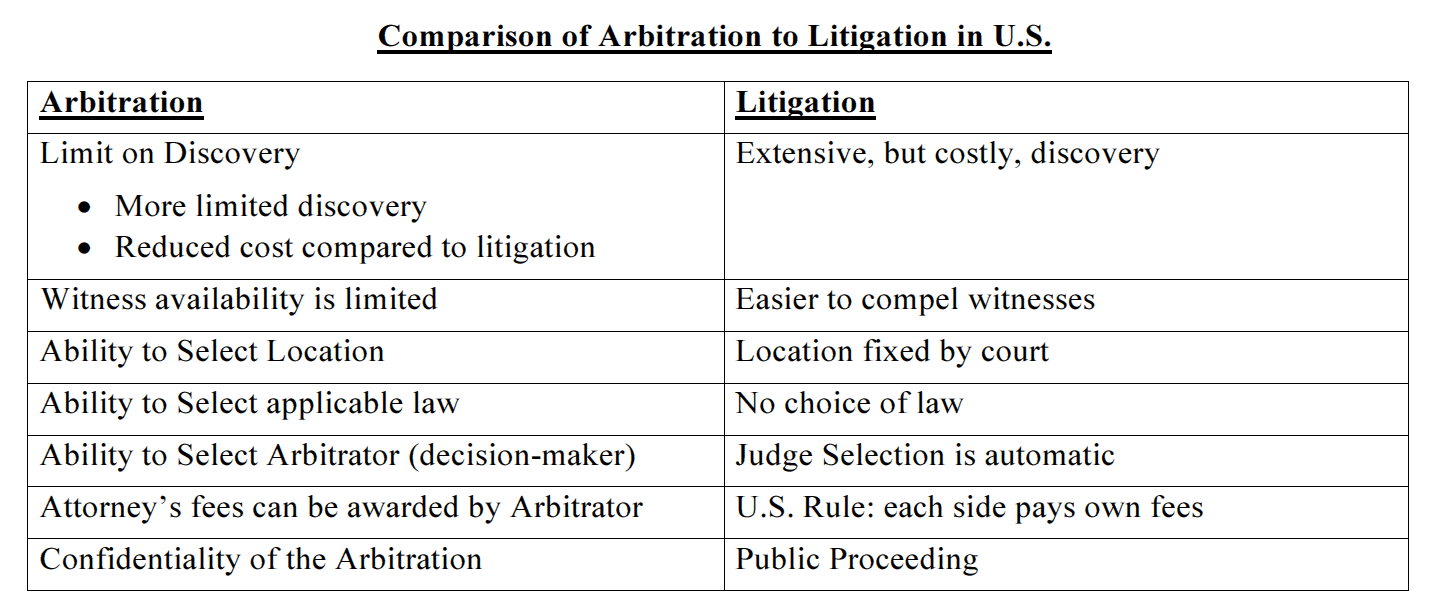 Comparison of Arbitration to Litigation in U.S.
Arbitration
Litigation
Limit on Discovery
• More limited discovery
• Reduced cost compared to litigation
Extensive, but costly, discovery
Witness availability is limited
Easier to compel witnesses
Ability to Select Location
Location fixed by court
Ability to Select applicable law
No choice of law
Ability to Select Arbitrator (decision-maker)
Judge Selection is automatic
Attorney’s fees can be awarded by Arbitrator
U.S. Rule: each side pays own fees
Confidentiality of the Arbitration
Public Proceeding